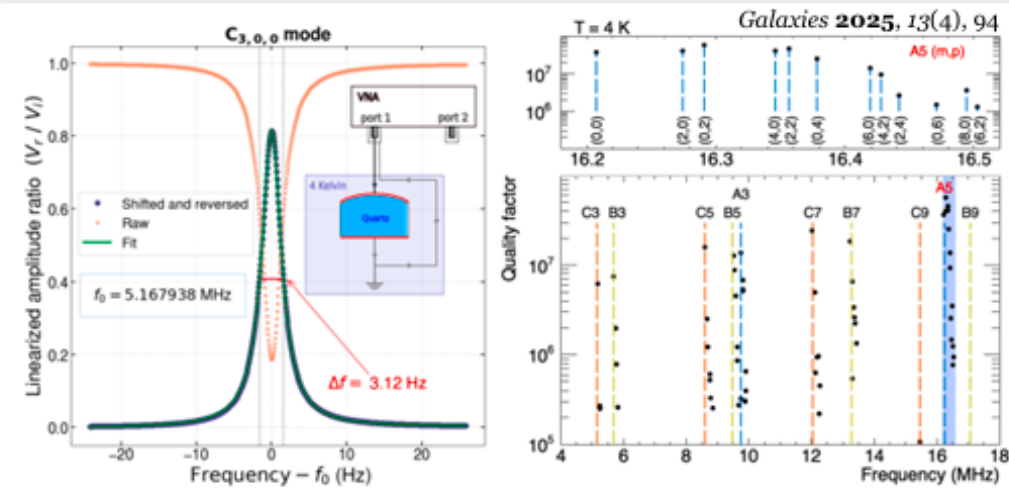 Galaxies 2025, 13(4), 94
C3, 0, 0 mode
Linearized amplitude ratio (Vr / Vi)
1.0
0.8
0.6
0.4
0.2
0.0
VNA
port 1 port 2
4 Kelvin
Quartz
Shifted and reversed
Raw
Fit
f0 = 5.167938 MHz
Δf = 3.12 Hz
−20 −10 0 10 20
Frequency − f0 (Hz)
T = 4 K
A5 (m,p)
10^7
10^6
(0,0) (2,0) (0,2) (4,0) (2,2) (0,4) (6,0) (4,2) (2,4) (0,6) (8,0) (6,2)
16.2 16.3 16.4 16.5
Quality factor
A3 A5
C3 B3 C5 B5 C7 B7 C9 B9
10^7
10^6
10^5
4 6 8 10 12 14 16 18
Frequency (MHz)